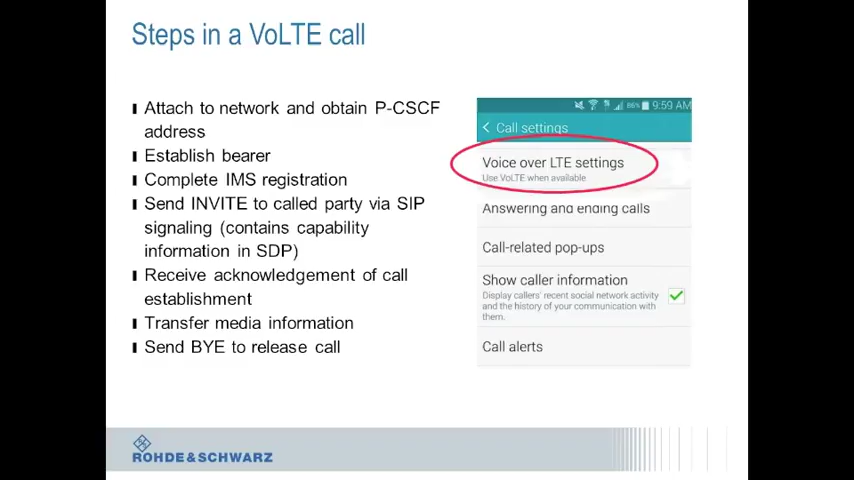 Steps in a VoLTE call
Attach to network and obtain P-CSCF
address
Establish bearer
Complete IMS registration
Send INVITE to called party via SIP
signaling (contains capability
information in SDP)
Receive acknowledgement of call
establishment
Transfer media information
Send BYE to release call
86% 9:59 AM
Call settings
Voice over LTE settings
Use VoLTE when available
Answering and ending calls
Call-related pop-ups
Show caller information
Display callers' recent social network activity
and the history of your communication with
them.
Call alerts
ROHDE&SCHWARZ